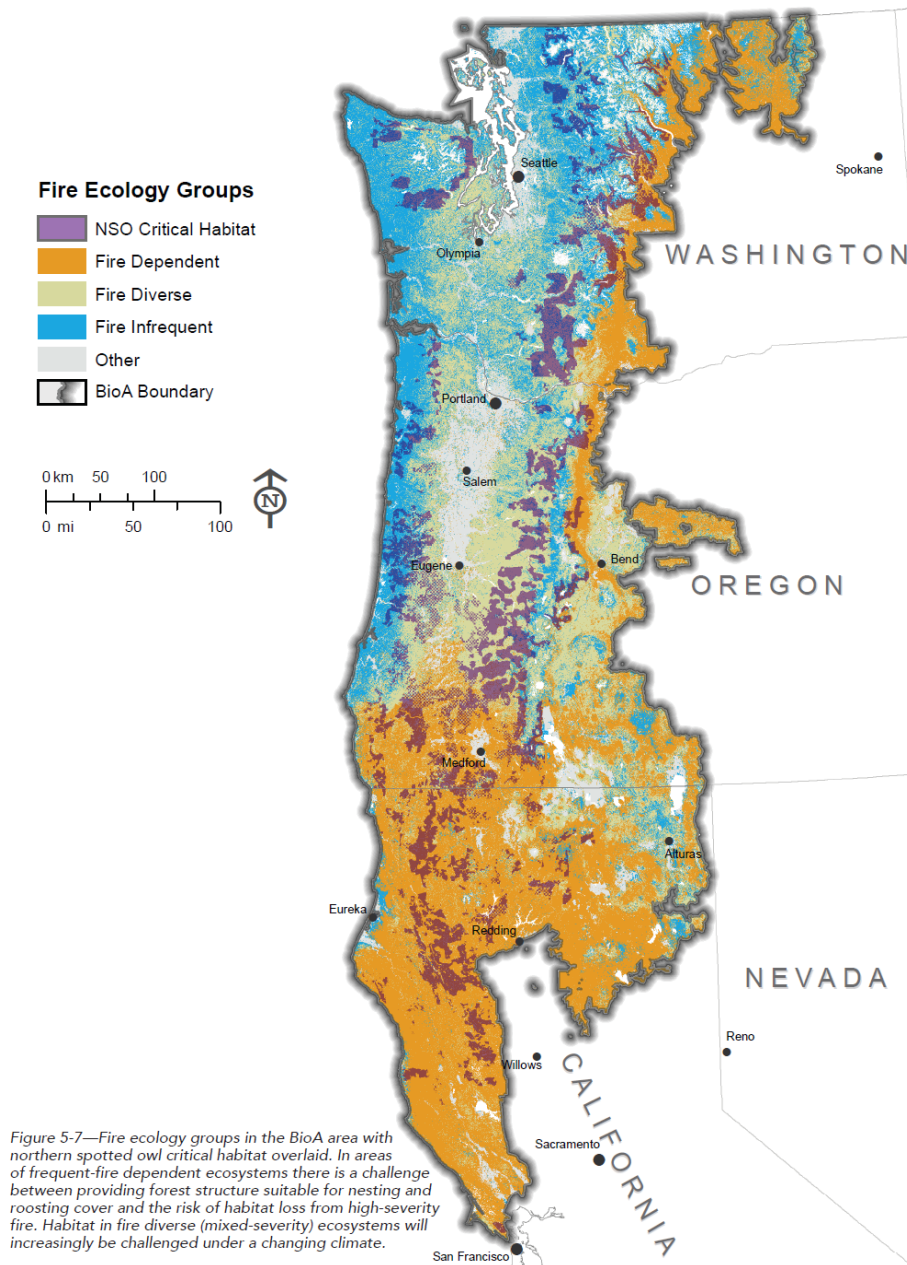 Seattle
Spokane
Fire Ecology Groups
NSO Critical Habitat
Olympia
WASHINGTON
Fire Dependent
Fire Diverse
Fire Infrequent
Other
BioA Boundary
Portland
0 km 50 100
N
0 mi 50 100
Salem
Eugene
Bend
OREGON
Medford
Alturas
Eureka
Redding
NEVADA
Reno
Willows
CALIFORNIA
Sacramento
Figure 5-7—Fire ecology groups in the BioA area with
northern spotted owl critical habitat overlaid. In areas
of frequent-fire dependent ecosystems there is a challenge
between providing forest structure suitable for nesting and
roosting cover and the risk of habitat loss from high-severity
fire. Habitat in fire diverse (mixed-severity) ecosystems will
increasingly be challenged under a changing climate.
San Francisco